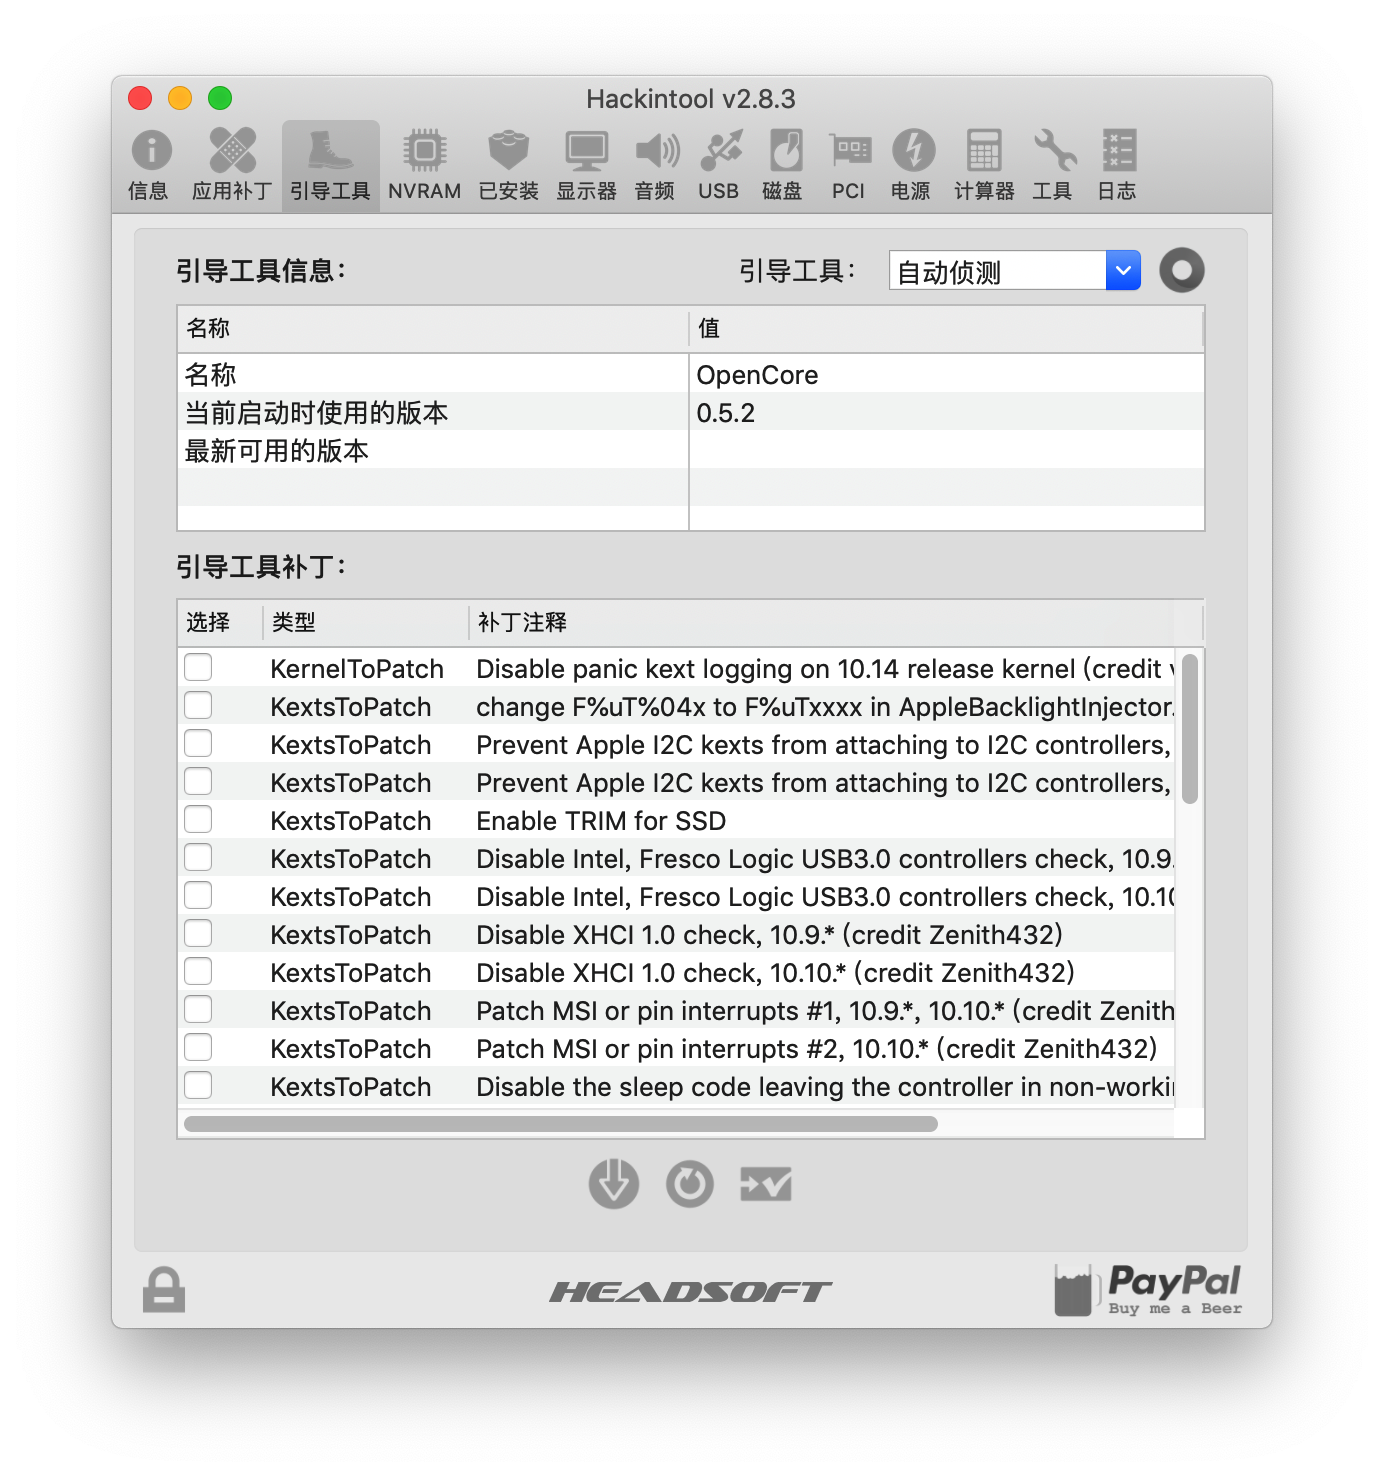 Hackintool v2.8.3
信息 应用补丁 引导工具 NVRAM 已安装 显示器 音频 USB 磁盘 PCI 电源 计算器 工具 日志
引导工具信息： 引导工具： 自动侦测
名称 值
名称 OpenCore
当前启动时使用的版本 0.5.2
最新可用的版本
引导工具补丁：
选择 类型 补丁注释
KernelToPatch Disable panic kext logging on 10.14 release kernel (credit
KextsToPatch change F%uT%04x to F%uTxxxx in AppleBacklightInjector.
KextsToPatch Prevent Apple I2C kexts from attaching to I2C controllers,
KextsToPatch Prevent Apple I2C kexts from attaching to I2C controllers,
KextsToPatch Enable TRIM for SSD
KextsToPatch Disable Intel, Fresco Logic USB3.0 controllers check, 10.9.
KextsToPatch Disable Intel, Fresco Logic USB3.0 controllers check, 10.10
KextsToPatch Disable XHCI 1.0 check, 10.9.* (credit Zenith432)
KextsToPatch Disable XHCI 1.0 check, 10.10.* (credit Zenith432)
KextsToPatch Patch MSI or pin interrupts #1, 10.9.*, 10.10.* (credit Zenith
KextsToPatch Patch MSI or pin interrupts #2, 10.10.* (credit Zenith432)
KextsToPatch Disable the sleep code leaving the controller in non-worki
HEADSOFT
PayPal
Buy me a Beer